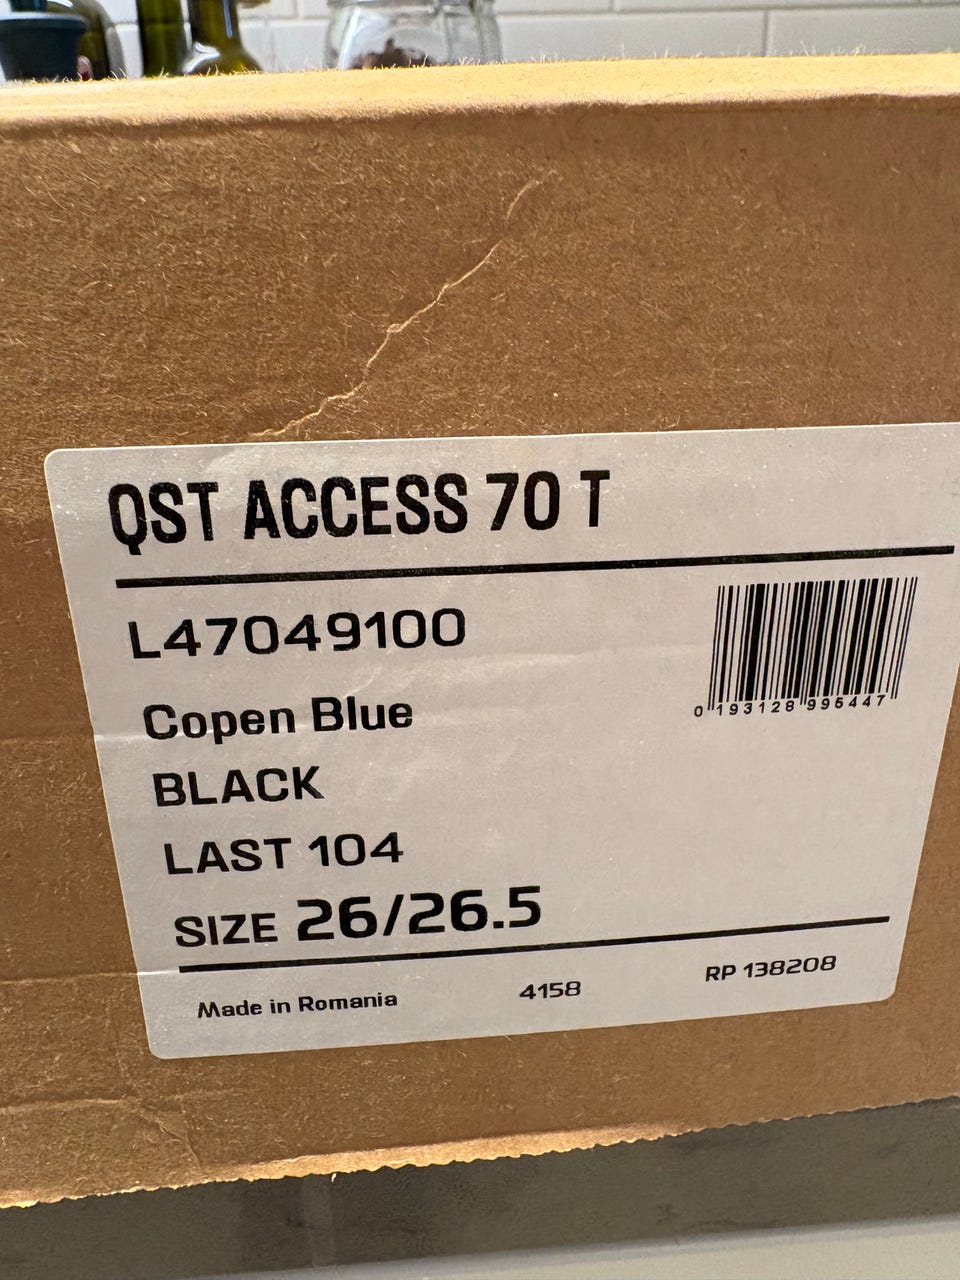 QST ACCESS 70 T
L47049100
Copen Blue
BLACK
LAST 104
SIZE 26/26.5
0 193128 995447
Made in Romania 4158 RP 138208